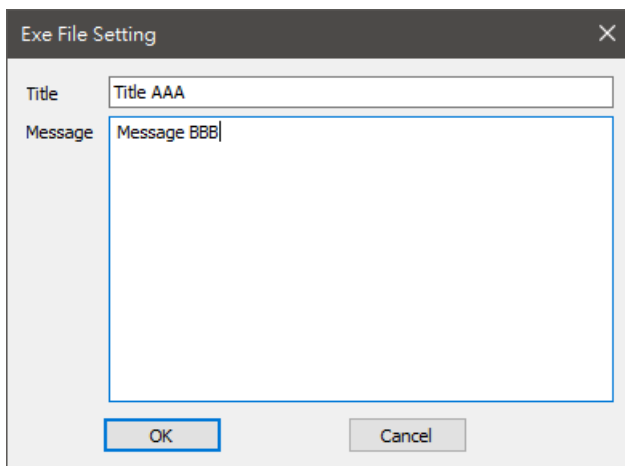 Exe File Setting
Title Title AAA
Message Message BBB
OK Cancel